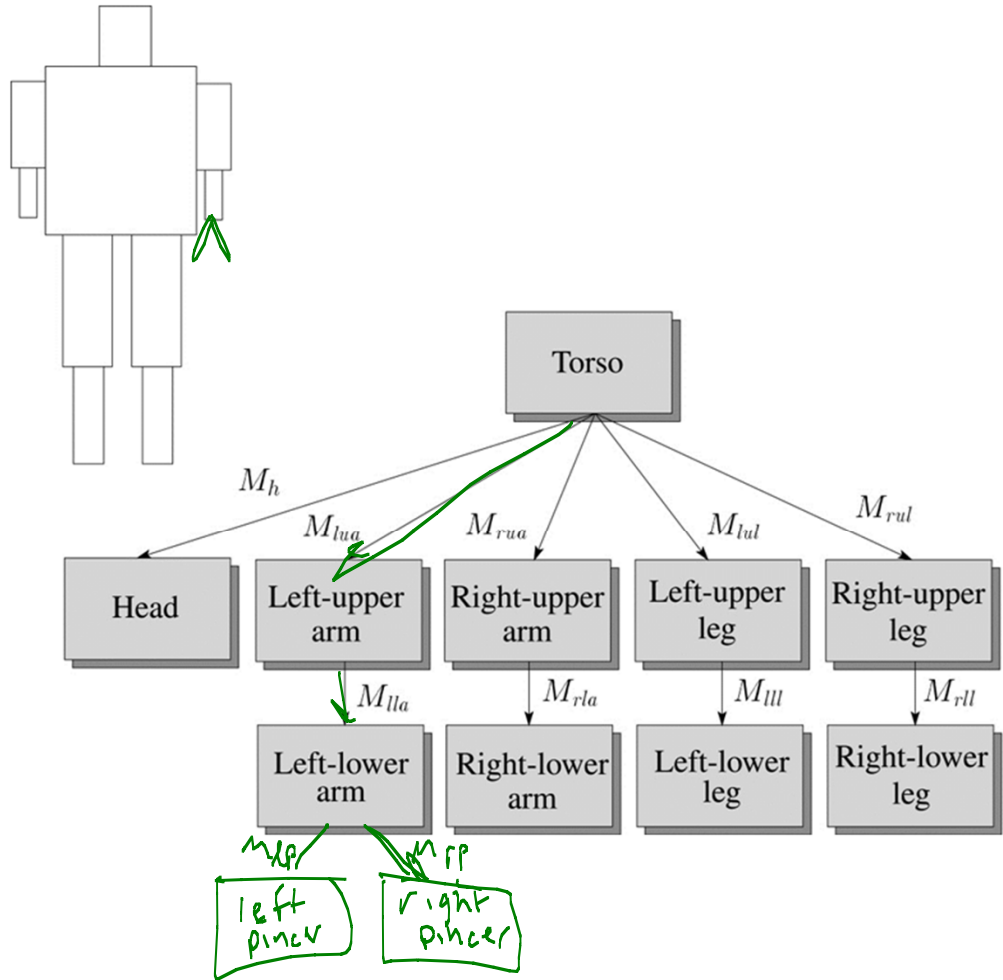 Torso
M_h
M_lua
M_rua
M_lul
M_rul
Head
Left-upper
arm
Right-upper
arm
Left-upper
leg
Right-upper
leg
M_lla
M_rla
M_lll
M_rll
Left-lower
arm
Right-lower
arm
Left-lower
leg
Right-lower
leg
M_lp
M_rp
left
pincer
right
pincer